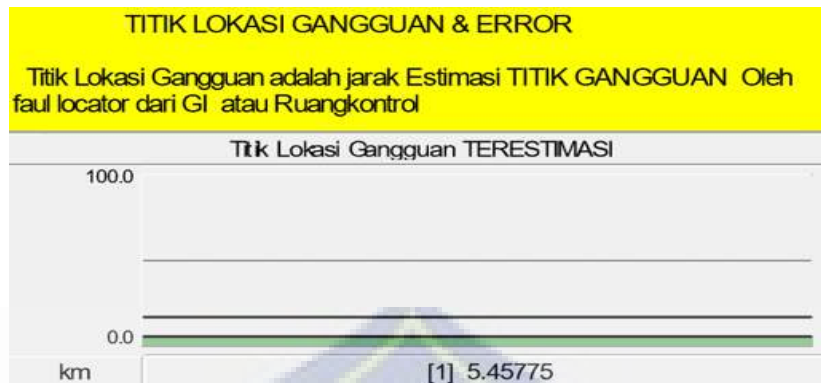 TITIK LOKASI GANGGUAN & ERROR
Titik Lokasi Gangguan adalah jarak Estimasi TITIK GANGGUAN Oleh
faul locator dari GI atau Ruangkontrol
Titik Lokasi Gangguan TERESTIMASI
100.0
0.0
km [1] 5.45775